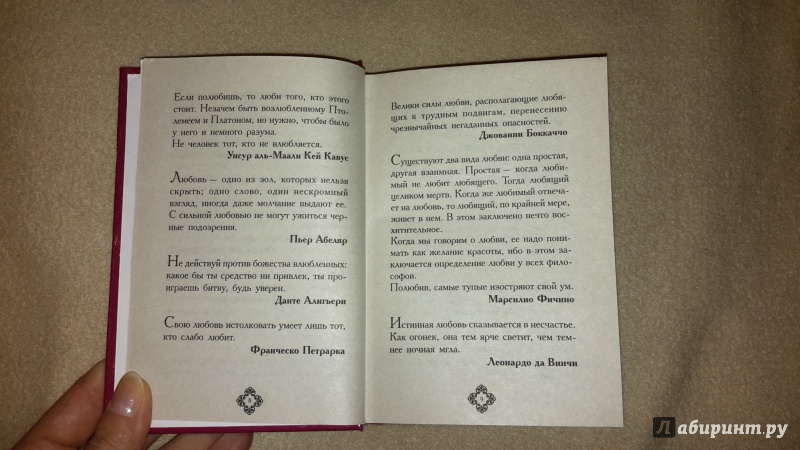 Если полюбишь, то люби того, кто этого
стоит. Незачем быть возлюбленному Пто-
лемеем и Платоном, но нужно, чтобы был
у него и немного разума.
Не человек тот, кто не влюбляется.
Унсур аль-Маали Кей Кавус
Любовь — одно из зол, которых нельзя
скрыть; одно слово, один нескромный
взгляд, иногда даже молчание выдают ее.
С сильной любовью не могут ужиться чер-
ные подозрения.
Пьер Абеляр
Не действуй против божества влюбленных:
какое бы ты средство ни привлек, ты про-
играешь битву, будь уверен.
Данте Алигьери
Свою любовь истолковать умеет лишь тот,
кто слабо любит.
Франческо Петрарка
8
Велики силы любви, располагающие любя-
щих к трудным подвигам, перенесению
чрезвычайных негаданных опасностей.
Джованни Боккаччо
Существуют два вида любви: одна простая,
другая взаимная. Простая — когда люби-
мый не любит любящего. Тогда любящий
целиком мертв. Когда же любимый отвеча-
ет на любовь, то любящий, по крайней мере,
живет в нем. В этом заключено нечто вос-
хитительное.
Когда мы говорим о любви, ее надо пони-
мать как желание красоты, ибо в этом за-
ключается определение любви у всех фило-
софов.
Полюбив, самые тупые изостряют свой ум.
Марсилио Фичино
Истинная любовь сказывается в несчастье.
Как огонек, она тем ярче светит, чем тем-
нее ночная мгла.
Леонардо да Винчи
9
Лабиринт.ру